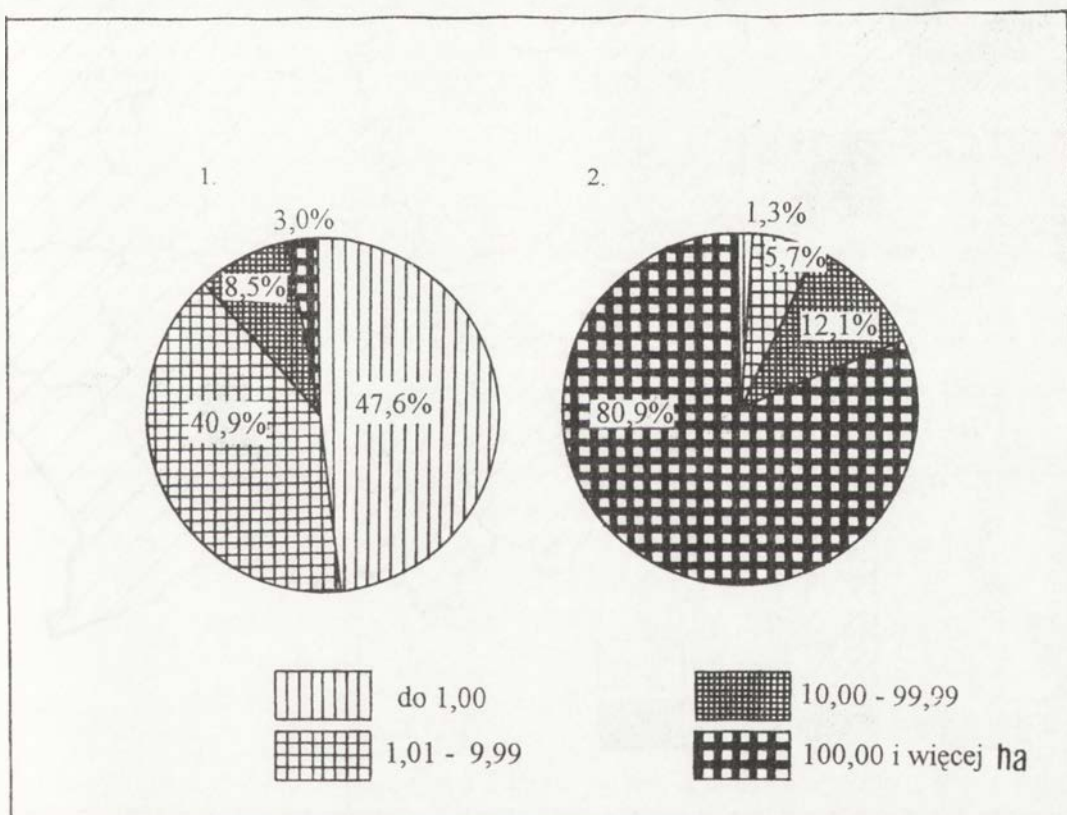 1. 2.
3,0% 1,3%
8,5% 5,7%
12,1%
40,9% 47,6% 80,9%
do 1,00 10,00 - 99,99
1,01 - 9,99 100,00 i więcej ha